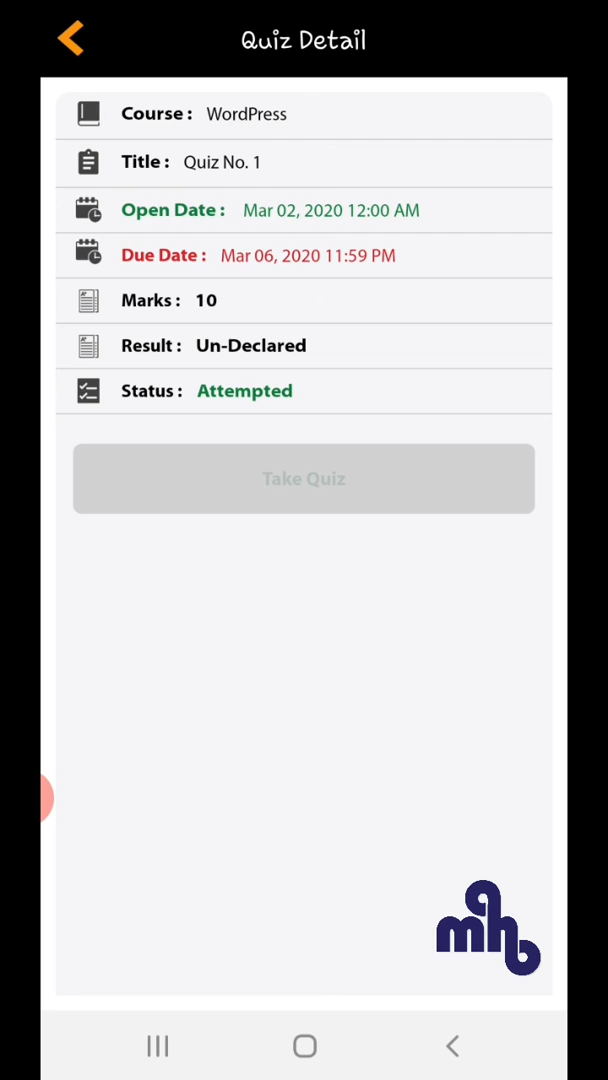 Quiz Detail
Course : WordPress
Title : Quiz No. 1
Open Date : Mar 02, 2020 12:00 AM
Due Date : Mar 06, 2020 11:59 PM
Marks : 10
Result : Un-Declared
Status : Attempted
Take Quiz
mhb